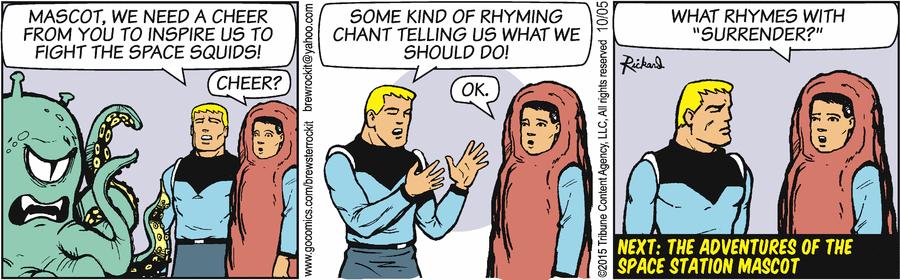 MASCOT, WE NEED A CHEER
FROM YOU TO INSPIRE US TO
FIGHT THE SPACE SQUIDS!
CHEER?
www.gocomics.com/brewsterrockit brewrockit@yahoo
SOME KIND OF RHYMING
CHANT TELLING US WHAT WE
SHOULD DO!
OK.
©2015 Tribune Content Agency, LLC, All rights reserved 10/05
WHAT RHYMES WITH
"SURRENDER?"
Rickard
NEXT: THE ADVENTURES OF THE
SPACE STATION MASCOT